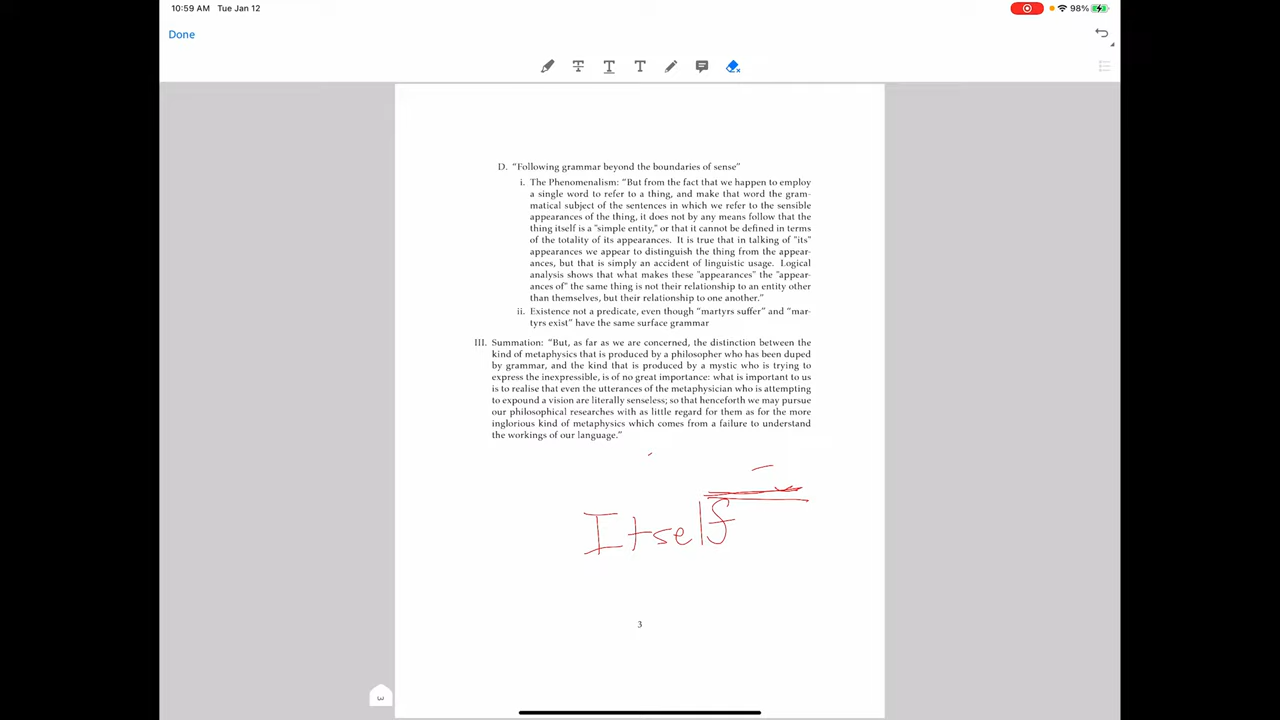 10:59 AM Tue Jan 12
98%
Done
D. “Following grammar beyond the boundaries of sense”
i. The Phenomenalism: “But from the fact that we happen to employ
a single word to refer to a thing, and make that word the gram-
matical subject of the sentences in which we refer to the sensible
appearances of the thing, it does not by any means follow that the
thing itself is a "simple entity," or that it cannot be defined in terms
of the totality of its appearances. It is true that in talking of "its"
appearances we appear to distinguish the thing from the appear-
ances, but that is simply an accident of linguistic usage. Logical
analysis shows that what makes these "appearances" the "appear-
ances of" the same thing is not their relationship to an entity other
than themselves, but their relationship to one another.”
ii. Existence not a predicate, even though “martyrs suffer” and “mar-
tyrs exist” have the same surface grammar
III. Summation: “But, as far as we are concerned, the distinction between the
kind of metaphysics that is produced by a philosopher who has been duped
by grammar, and the kind that is produced by a mystic who is trying to
express the inexpressible, is of no great importance: what is important to us
is to realise that even the utterances of the metaphysician who is attempting
to expound a vision are literally senseless; so that henceforth we may pursue
our philosophical researches with as little regard for them as for the more
inglorious kind of metaphysics which comes from a failure to understand
the workings of our language.”
Itself
3
3